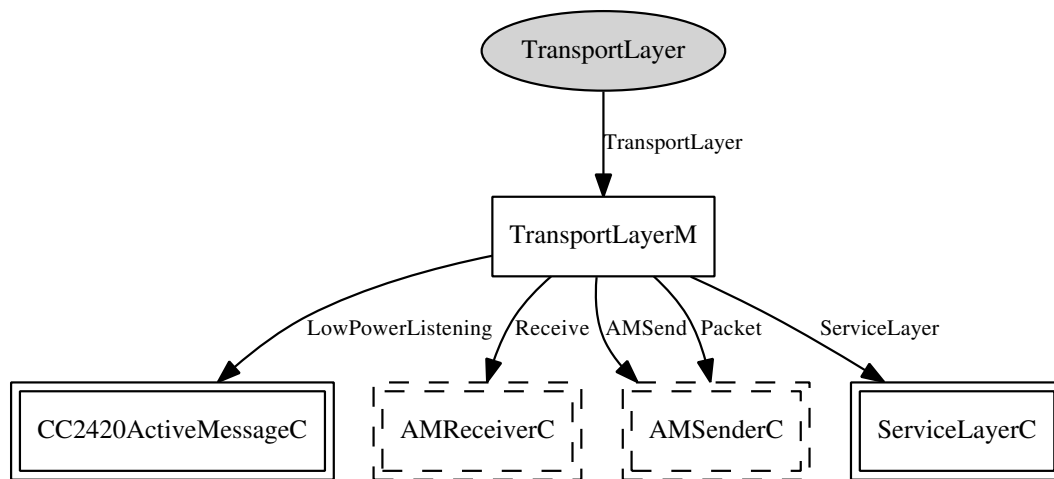 TransportLayer
TransportLayer
TransportLayerM
LowPowerListening
Receive
AMSend
Packet
ServiceLayer
CC2420ActiveMessageC
AMReceiverC
AMSenderC
ServiceLayerC